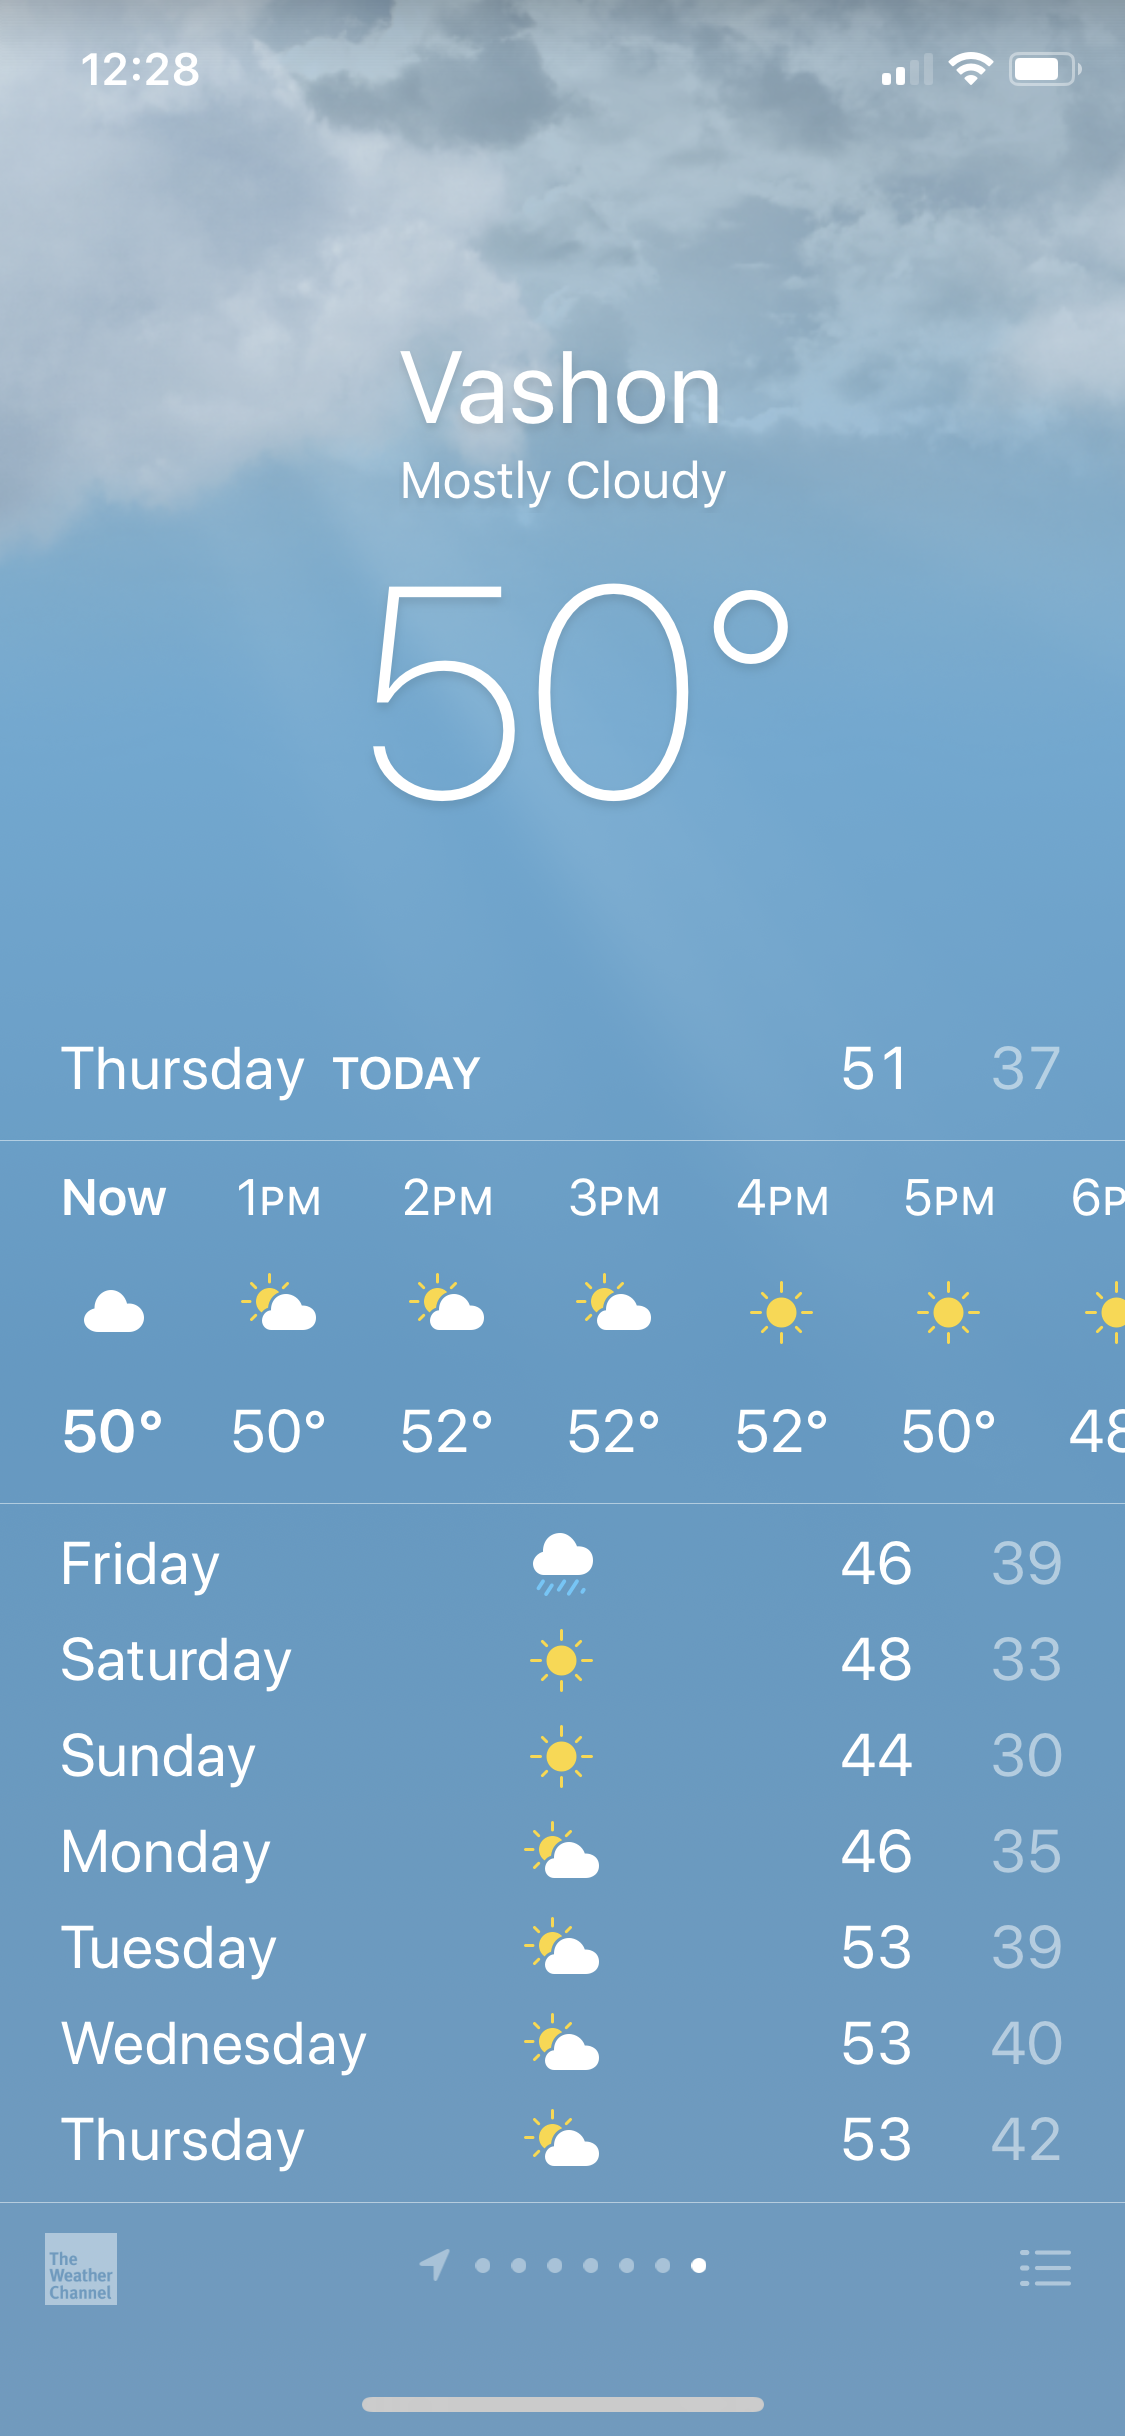 12:28
Vashon
Mostly Cloudy
50°
Thursday TODAY 51 37
Now 1PM 2PM 3PM 4PM 5PM 6P
50° 50° 52° 52° 52° 50° 48
Friday 46 39
Saturday 48 33
Sunday 44 30
Monday 46 35
Tuesday 53 39
Wednesday 53 40
Thursday 53 42
The
Weather
Channel